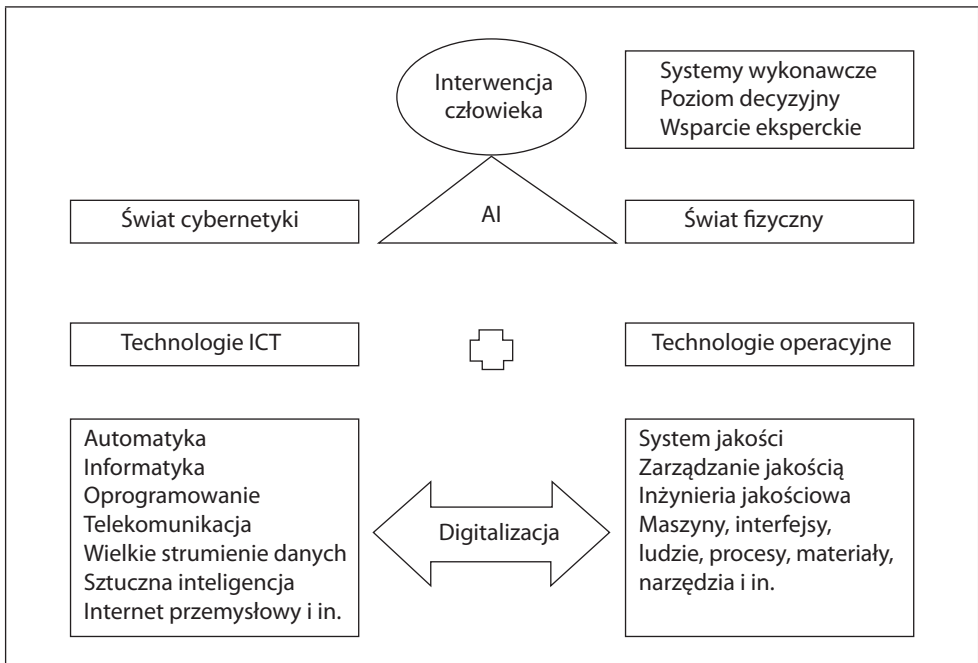 Interwencja
człowieka
Systemy wykonawcze
Poziom decyzyjny
Wsparcie eksperckie
Świat cybernetyki
AI
Świat fizyczny
Technologie ICT
Technologie operacyjne
Automatyka
Informatyka
Oprogramowanie
Telekomunikacja
Wielkie strumienie danych
Sztuczna inteligencja
Internet przemysłowy i in.
Digitalizacja
System jakości
Zarządzanie jakością
Inżynieria jakościowa
Maszyny, interfejsy,
ludzie, procesy, materiały,
narzędzia i in.